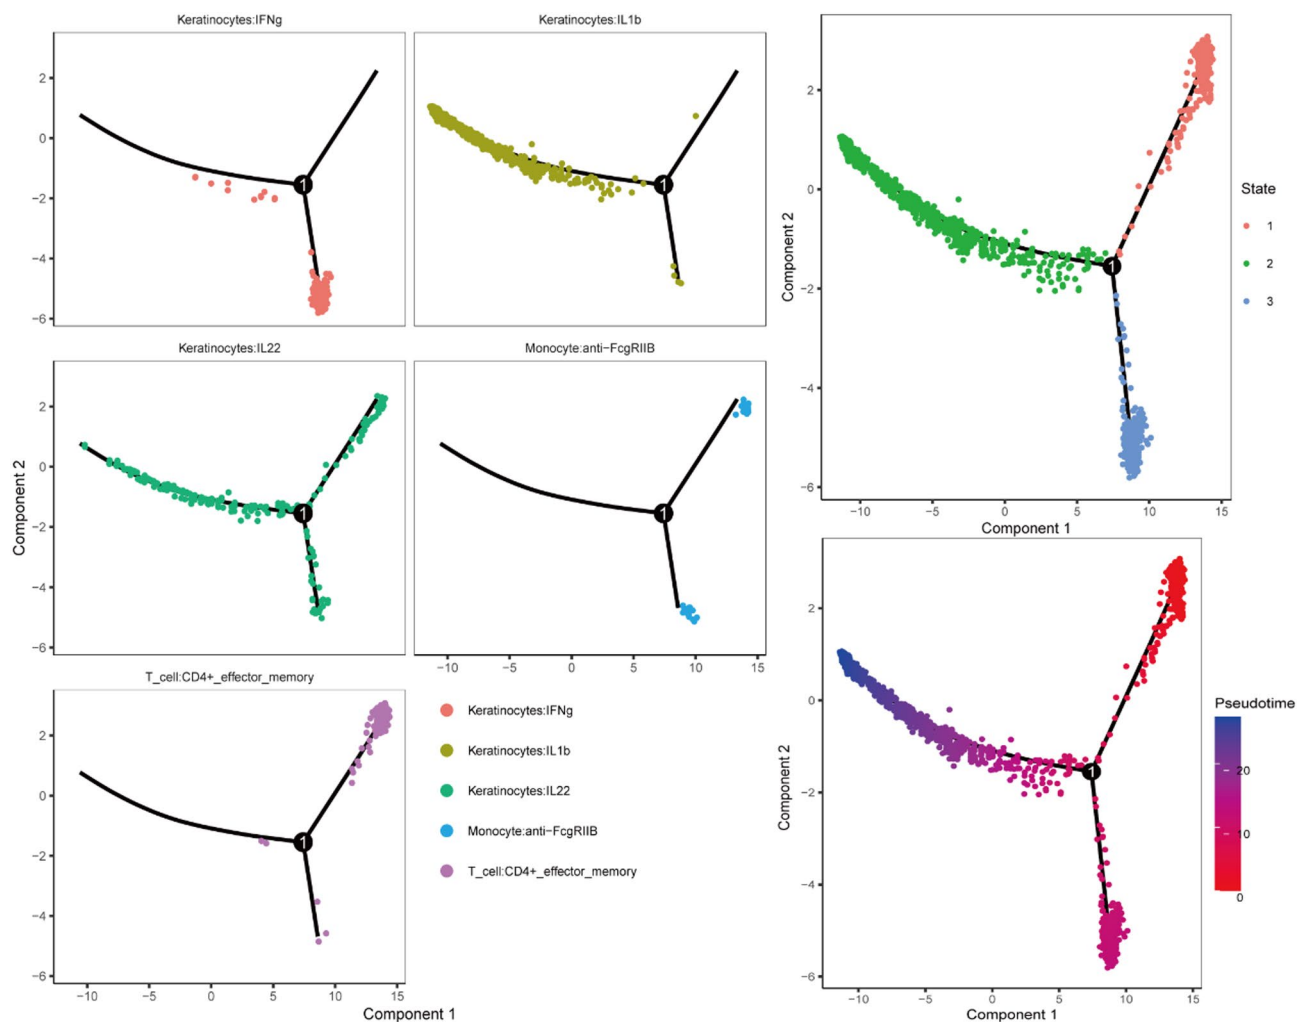 Keratinocytes:IFNg
Keratinocytes:IL1b
2
0
−2
−4
−6
1
1
Keratinocytes:IL22
Monocyte:anti−FcgRIIB
Component 2
2
0
−2
−4
−6
1
1
−10 −5 0 5 10 15
T_cell:CD4+_effector_memory
2
0
−2
−4
−6
1
−10 −5 0 5 10 15
Component 1
Keratinocytes:IFNg
Keratinocytes:IL1b
Keratinocytes:IL22
Monocyte:anti−FcgRIIB
T_cell:CD4+_effector_memory
Component 2
2
0
−2
−4
−6
1
−10 −5 0 5 10 15
Component 1
State
1
2
3
Component 2
2
0
−2
−4
−6
1
−10 −5 0 5 10 15
Component 1
Pseudotime
20
10
0